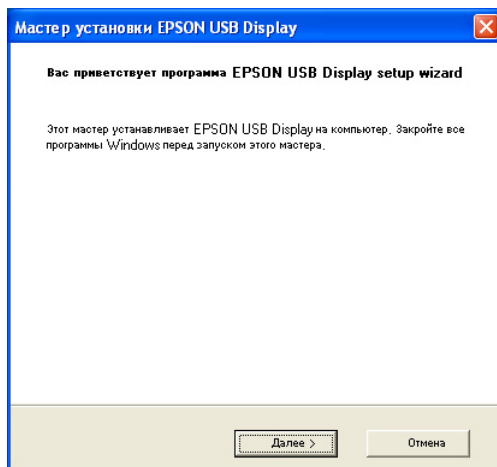 Мастер установки EPSON USB Display
Вас приветствует программа EPSON USB Display setup wizard
Этот мастер устанавливает EPSON USB Display на компьютер. Закройте все
программы Windows перед запуском этого мастера.
Далее >
Отмена